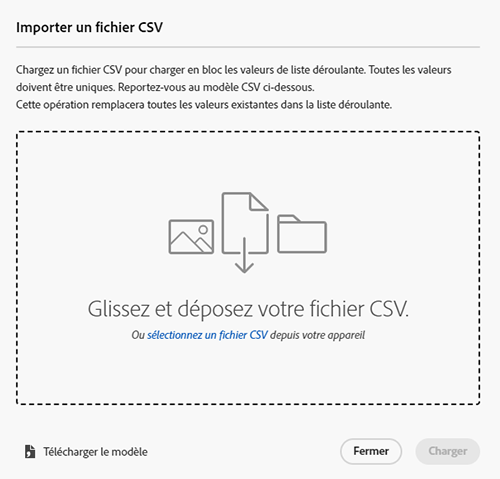 Importer un fichier CSV
Chargez un fichier CSV pour charger en bloc les valeurs de liste déroulante. Toutes les valeurs
doivent être uniques. Reportez-vous au modèle CSV ci-dessous.
Cette opération remplacera toutes les valeurs existantes dans la liste déroulante.
Glissez et déposez votre fichier CSV.
Ou sélectionnez un fichier CSV depuis votre appareil
Télécharger le modèle
Fermer
Charger